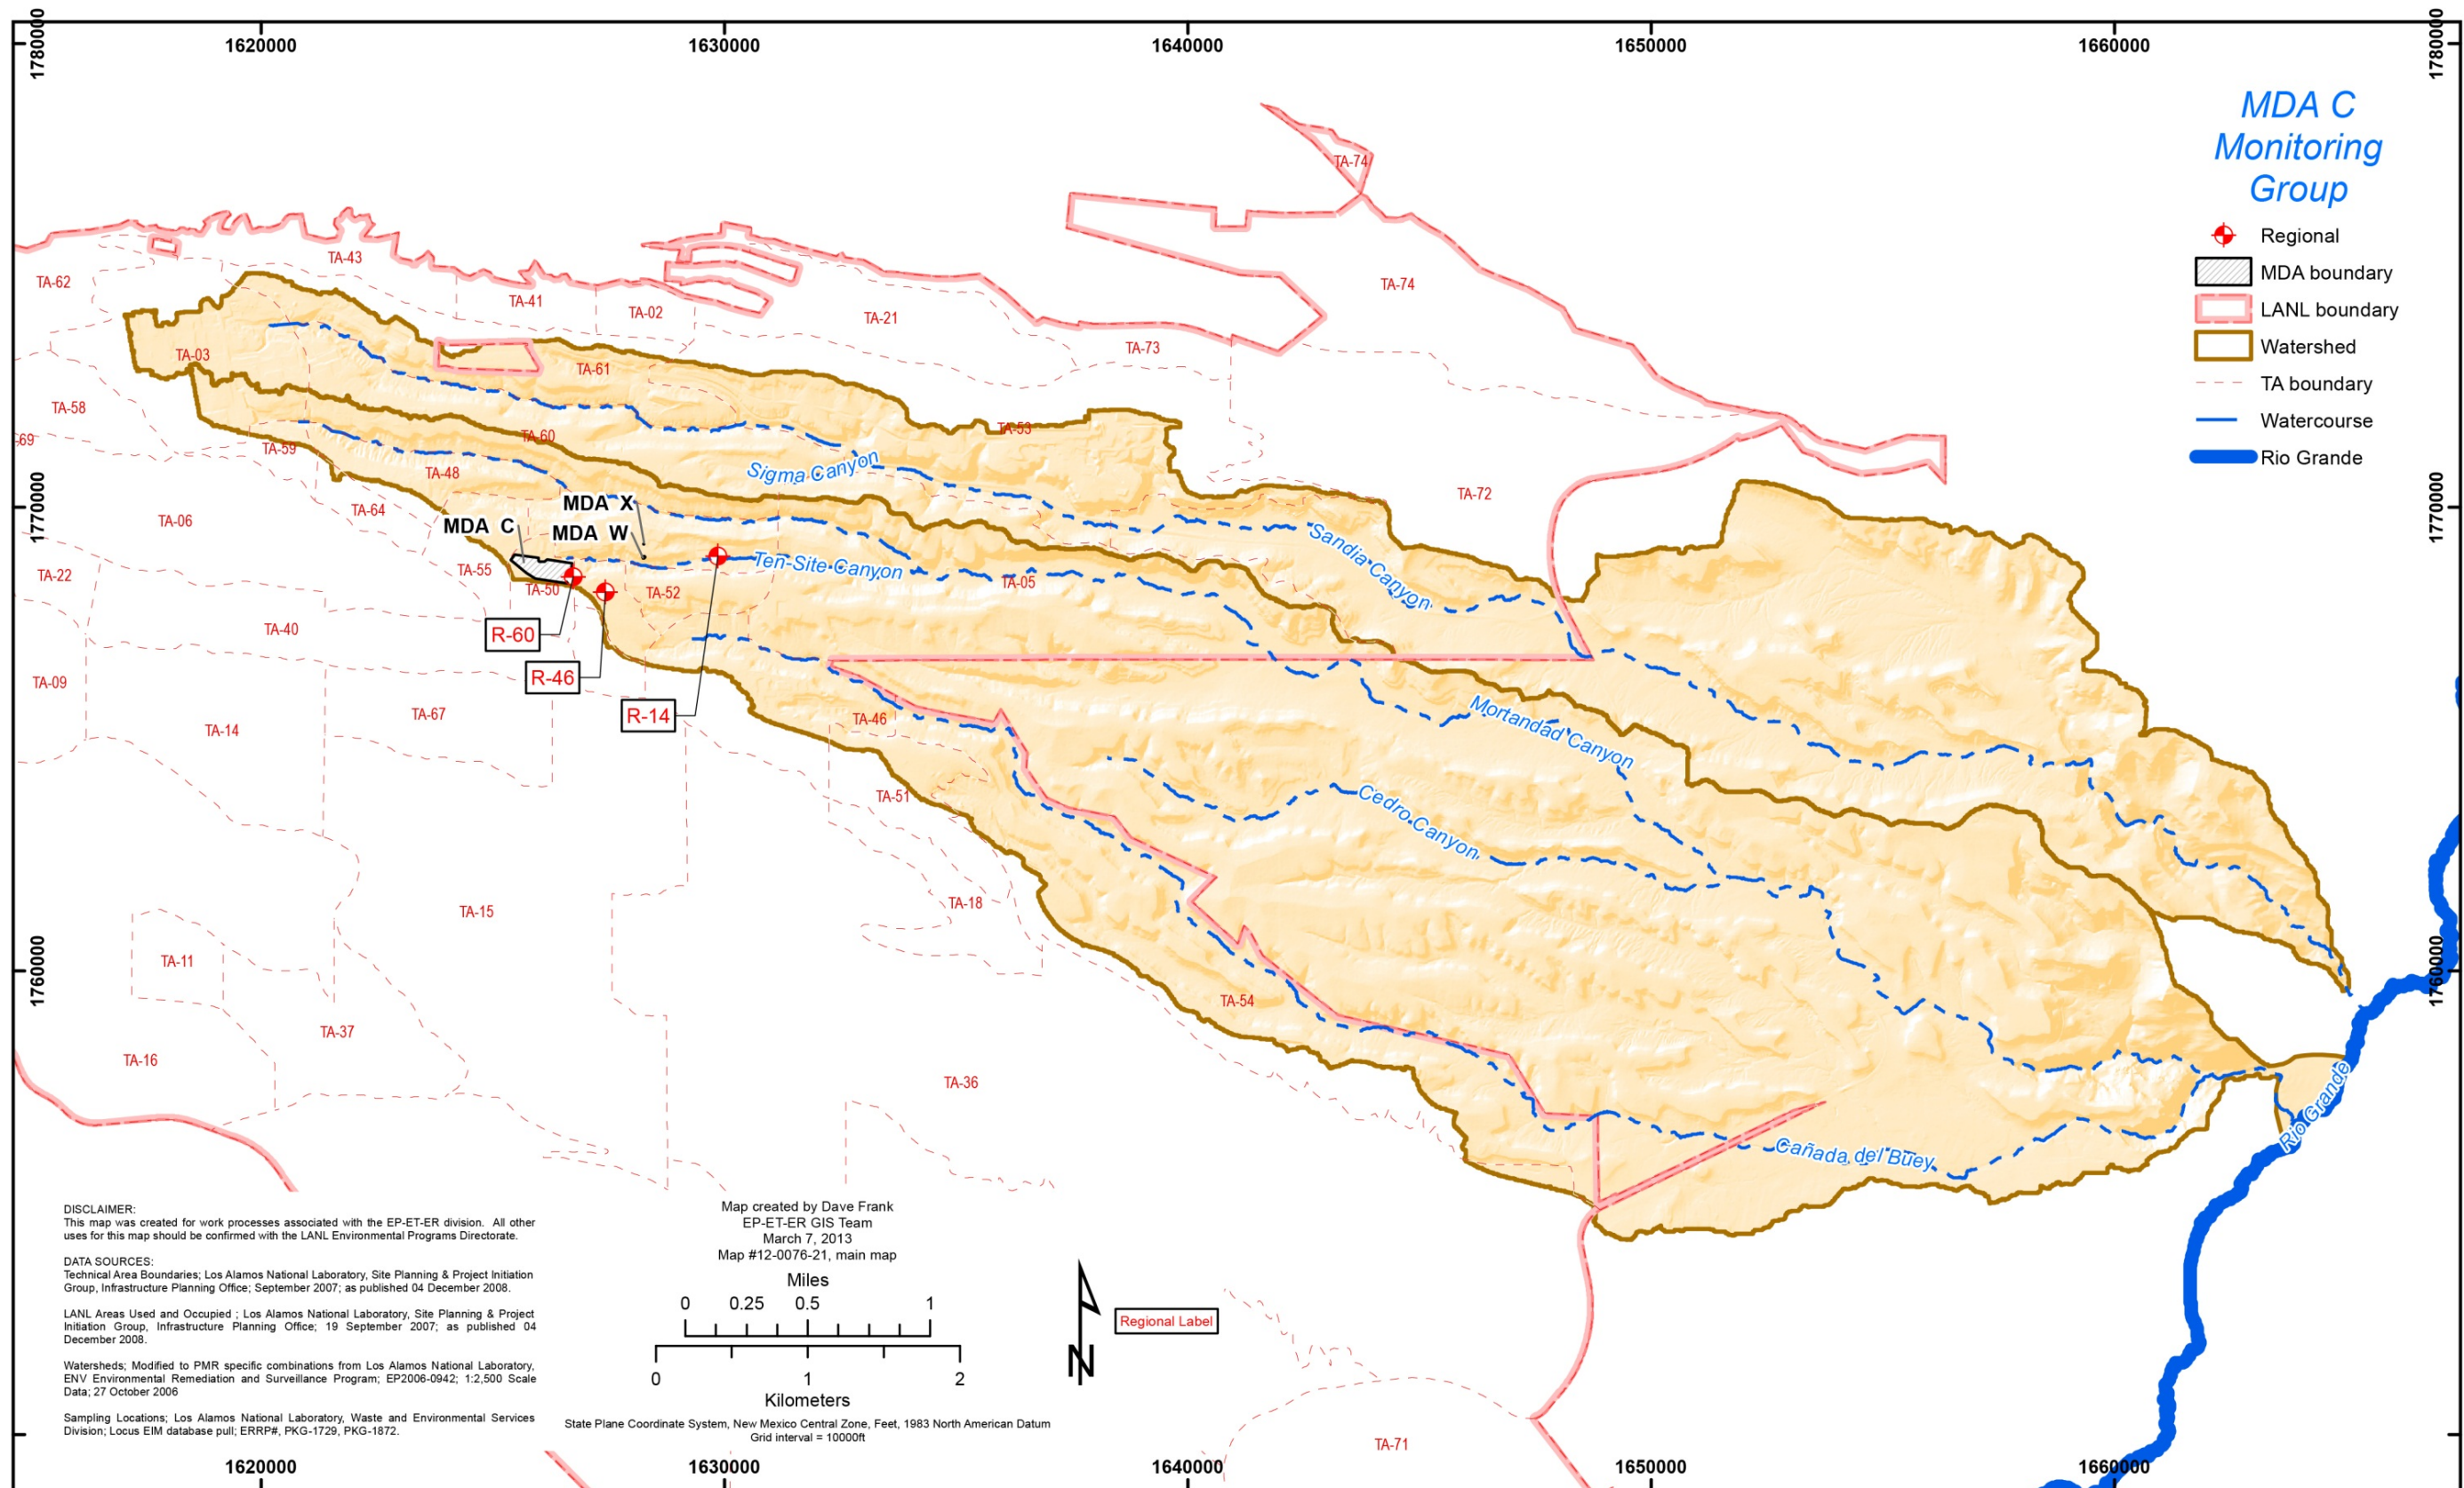 1620000
1630000
1640000
1650000
1660000
1780000
1780000
MDA C
Monitoring
Group
Regional
MDA boundary
LANL boundary
Watershed
TA boundary
Watercourse
Rio Grande
TA-74
TA-43
TA-62
TA-41
TA-02
TA-21
TA-74
TA-73
TA-03
TA-61
TA-58
69
TA-60
TA-53
TA-59
TA-48
Sigma Canyon
TA-72
1770000
1770000
MDA X
TA-64
TA-06
MDA C
MDA W
Sandia Canyon
Ten Site Canyon
TA-55
TA-22
TA-50
TA-52
TA-05
R-60
TA-40
R-46
TA-09
R-14
TA-67
TA-14
TA-46
Mortandad Canyon
TA-51
Cedro Canyon
TA-18
TA-15
TA-11
1760000
1760000
TA-54
TA-37
TA-16
TA-36
Rio Grande
Cañada del Buey
DISCLAIMER:
This map was created for work processes associated with the EP-ET-ER division. All other
uses for this map should be confirmed with the LANL Environmental Programs Directorate.
DATA SOURCES:
Technical Area Boundaries; Los Alamos National Laboratory, Site Planning & Project Initiation
Group, Infrastructure Planning Office; September 2007; as published 04 December 2008.
LANL Areas Used and Occupied ; Los Alamos National Laboratory, Site Planning & Project
Initiation Group, Infrastructure Planning Office; 19 September 2007; as published 04
December 2008.
Watersheds; Modified to PMR specific combinations from Los Alamos National Laboratory,
ENV Environmental Remediation and Surveillance Program; EP2006-0942; 1:2,500 Scale
Data; 27 October 2006
Sampling Locations; Los Alamos National Laboratory, Waste and Environmental Services
Division; Locus EIM database pull; ERRP#, PKG-1729, PKG-1872.
Map created by Dave Frank
EP-ET-ER GIS Team
March 7, 2013
Map #12-0076-21, main map
Miles
0 0.25 0.5 1
0 1 2
Kilometers
State Plane Coordinate System, New Mexico Central Zone, Feet, 1983 North American Datum
Grid interval = 10000ft
N
Regional Label
TA-71
1620000
1630000
1640000
1650000
1660000